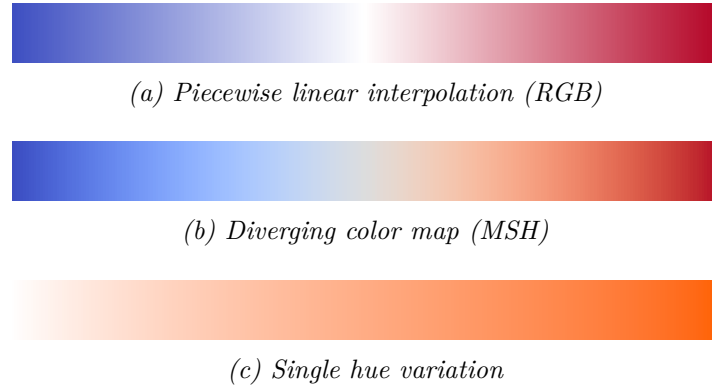 (a) Piecewise linear interpolation (RGB)
(b) Diverging color map (MSH)
(c) Single hue variation